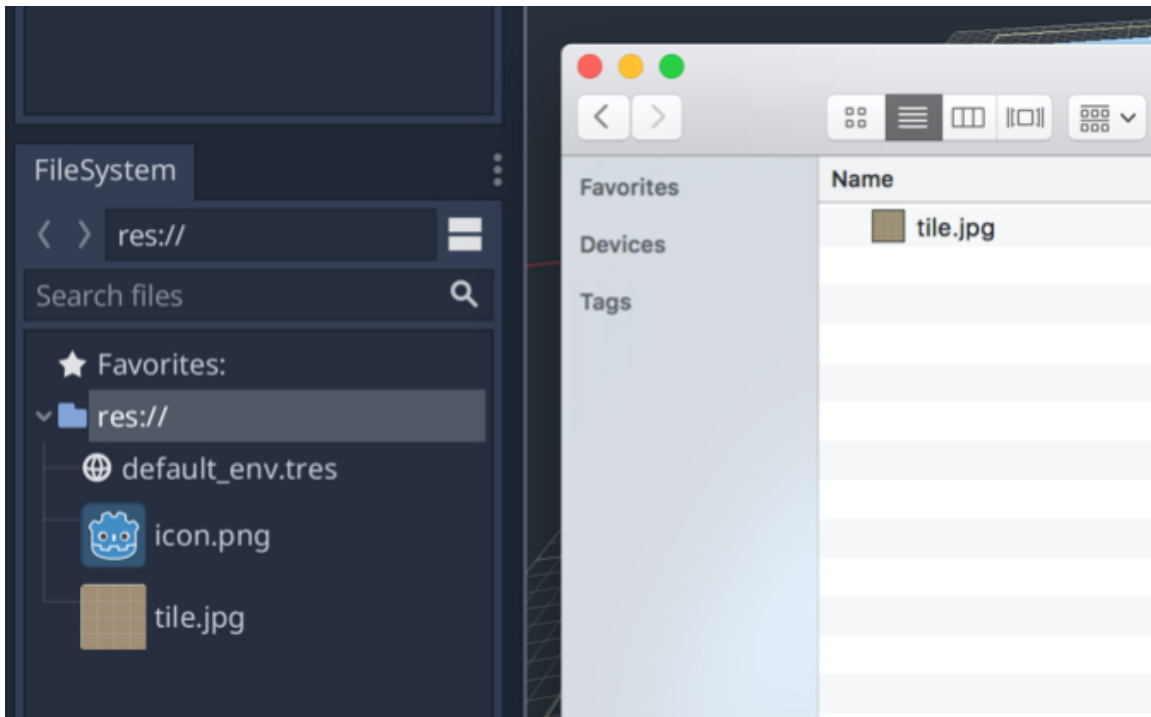 FileSystem
res://
Search files
Favorites:
res://
default_env.tres
icon.png
tile.jpg
Favorites
Devices
Tags
Name
tile.jpg